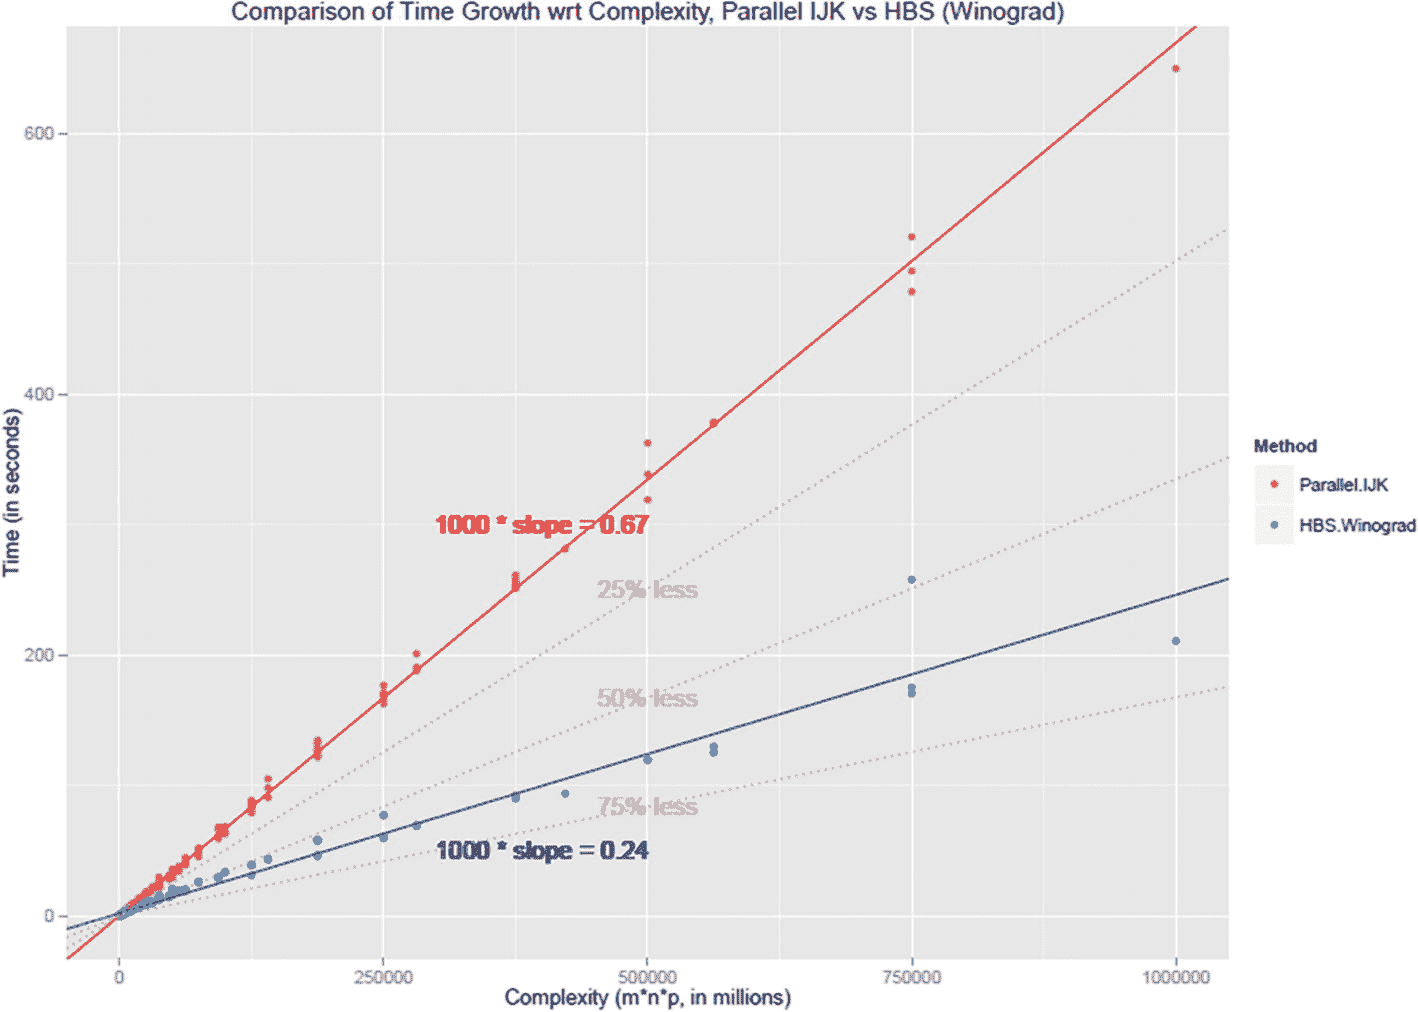 Comparison of Time Growth wrt Complexity, Parallel IJK vs HBS (Winograd)
600
400
200
0
Time (in seconds)
1000 * slope = 0.67
25% less
50% less
75% less
1000 * slope = 0.24
0
250000
500000
750000
1000000
Complexity (m*n*p, in millions)
Method
Parallel.IJK
HBS.Winograd